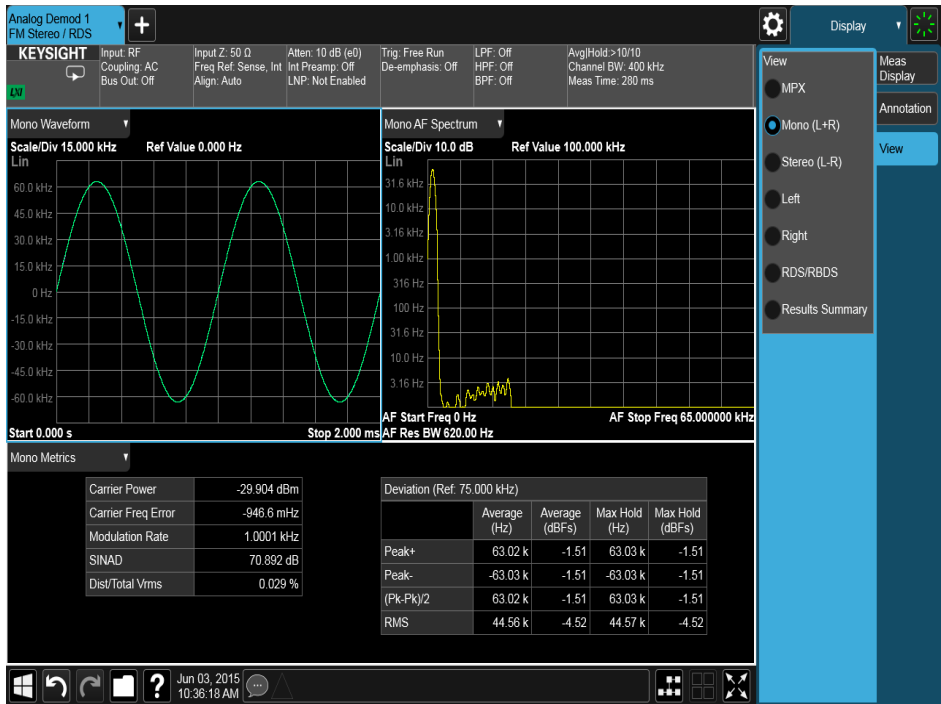 Analog Demod 1
FM Stereo / RDS
+
Display
KEYSIGHT
LXI
Input: RF
Coupling: AC
Bus Out: Off
Input Z: 50 Ω
Freq Ref: Sense, Int
Align: Auto
Atten: 10 dB (e0)
Int Preamp: Off
LNP: Not Enabled
Trig: Free Run
De-emphasis: Off
LPF: Off
HPF: Off
BPF: Off
Avg|Hold:>10/10
Channel BW: 400 kHz
Meas Time: 280 ms
View
MPX
Mono (L+R)
Stereo (L-R)
Left
Right
RDS/RBDS
Results Summary
Meas
Display
Annotation
View
Mono Waveform
Scale/Div 15.000 kHz Ref Value 0.000 Hz
Lin
60.0 kHz
45.0 kHz
30.0 kHz
15.0 kHz
0 Hz
-15.0 kHz
-30.0 kHz
-45.0 kHz
-60.0 kHz
Start 0.000 s Stop 2.000 ms
Mono AF Spectrum
Scale/Div 10.0 dB Ref Value 100.000 kHz
Lin
31.6 kHz
10.0 kHz
3.16 kHz
1.00 kHz
316 Hz
100 Hz
31.6 Hz
10.0 Hz
3.16 Hz
AF Start Freq 0 Hz AF Stop Freq 65.000000 kHz
AF Res BW 620.00 Hz
Mono Metrics
Carrier Power -29.904 dBm
Carrier Freq Error -946.6 mHz
Modulation Rate 1.0001 kHz
SINAD 70.892 dB
Dist/Total Vrms 0.029 %
Deviation (Ref: 75.000 kHz)
Average (Hz) Average (dBFs) Max Hold (Hz) Max Hold (dBFs)
Peak+ 63.02 k -1.51 63.03 k -1.51
Peak- -63.03 k -1.51 -63.03 k -1.51
(Pk-Pk)/2 63.02 k -1.51 63.03 k -1.51
RMS 44.56 k -4.52 44.57 k -4.52
?
Jun 03, 2015
10:36:18 AM